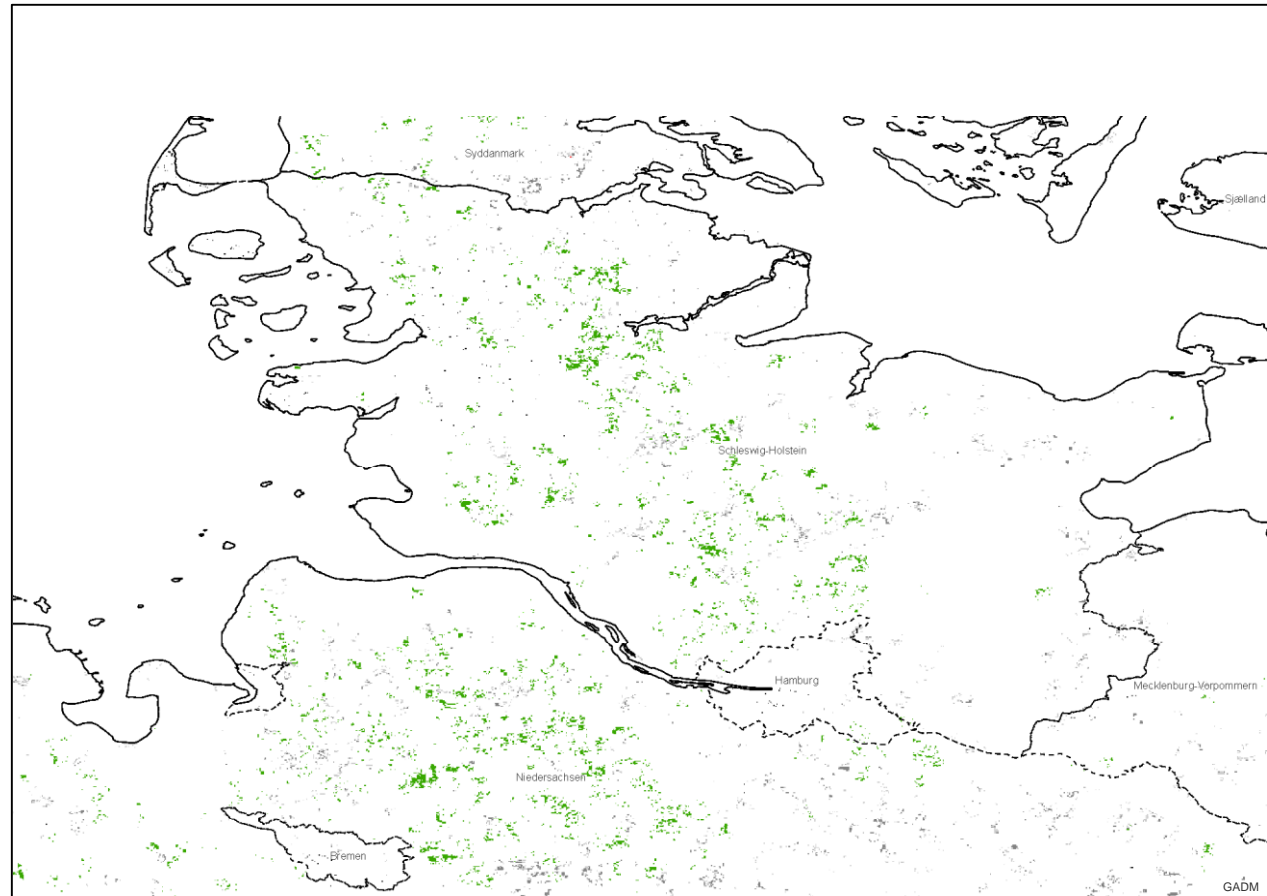 Syddanmark
Sjælland
Schleswig-Holstein
Hamburg
Mecklenburg-Vorpommern
Niedersachsen
Bremen
GADM